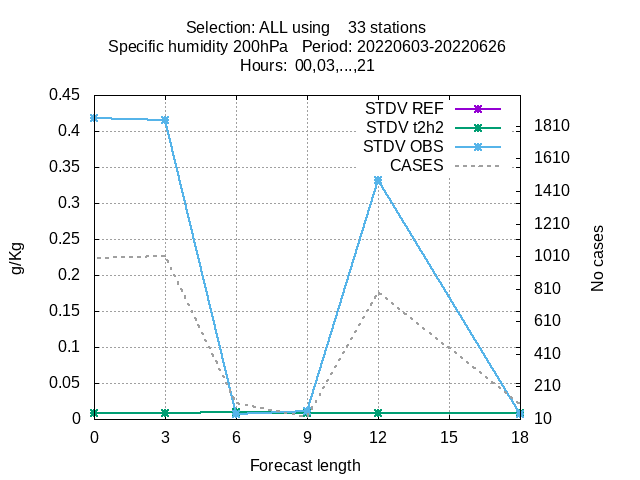 Selection: ALL using    33 stations
Specific humidity 200hPa   Period: 20220603-20220626
Hours:  00,03,...,21
STDV REF
STDV t2h2
STDV OBS
CASES
0.45
0.4
0.35
0.3
0.25
0.2
0.15
0.1
0.05
0
1810
1610
1410
1210
1010
810
610
410
210
10
g/Kg
No cases
0 3 6 9 12 15 18
Forecast length